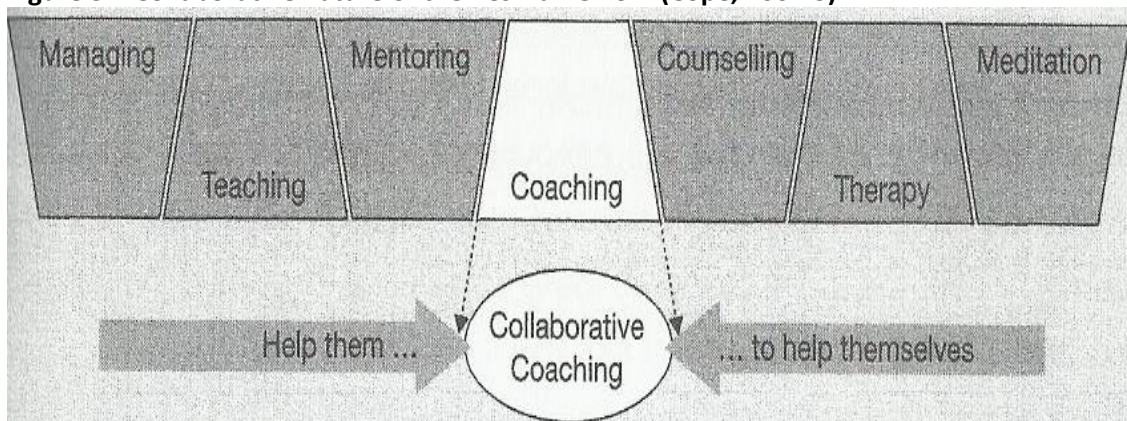 Managing
Mentoring
Counselling
Meditation
Teaching
Coaching
Therapy
Help them ...
Collaborative
Coaching
... to help themselves